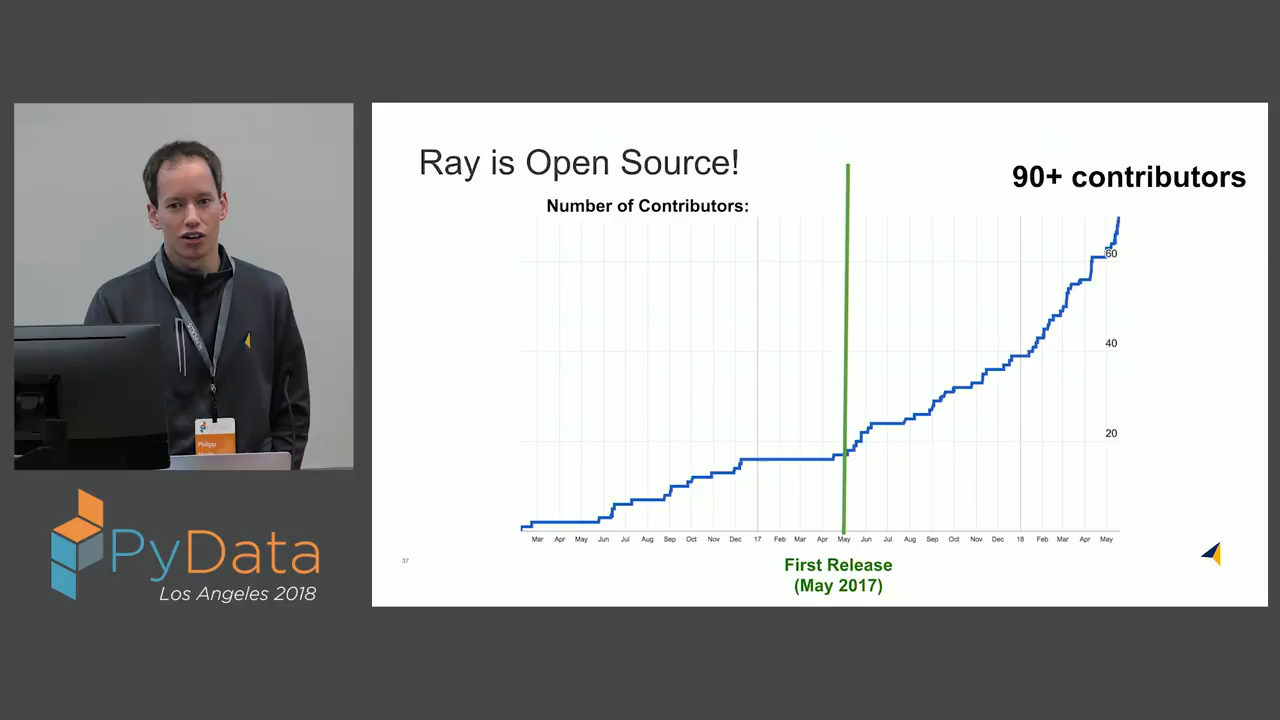 Ray is Open Source!
90+ contributors
Number of Contributors:
60
40
20
Mar Apr May Jun Jul Aug Sep Oct Nov Dec 17 Feb Mar Apr May Jun Jul Aug Sep Oct Nov Dec 18 Feb Mar Apr May
First Release
(May 2017)
37
Philipp
PyData
Los Angeles 2018